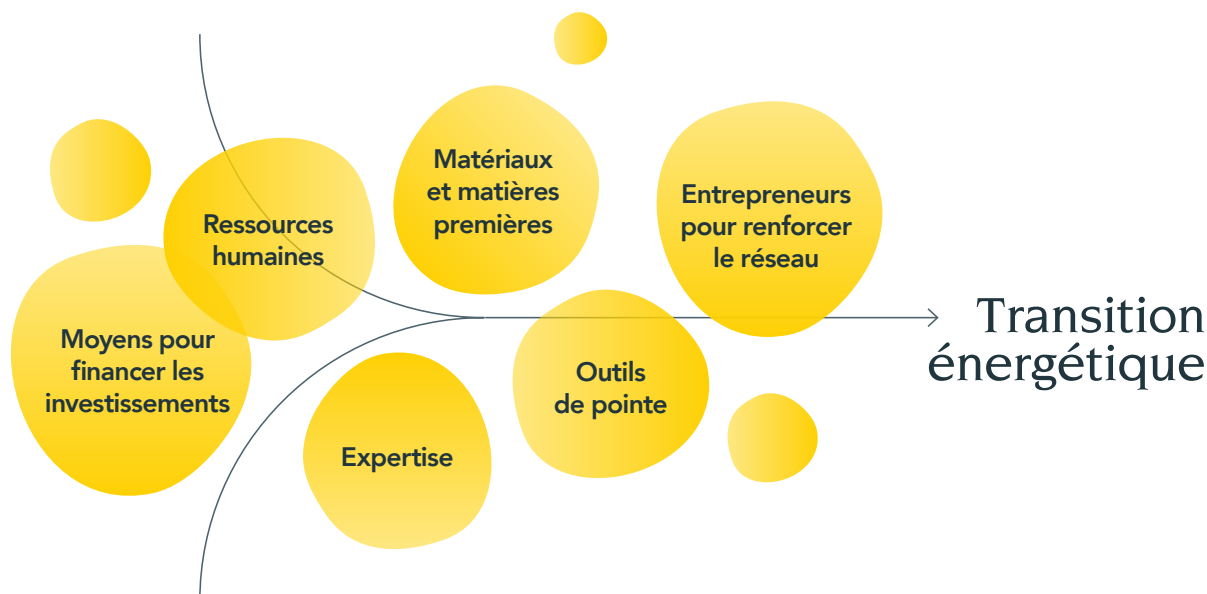 Matériaux
et matières
premières
Entrepreneurs
pour renforcer
le réseau
Ressources
humaines
Moyens pour
financer les
investissements
Outils
de pointe
Expertise
Transition
énergétique